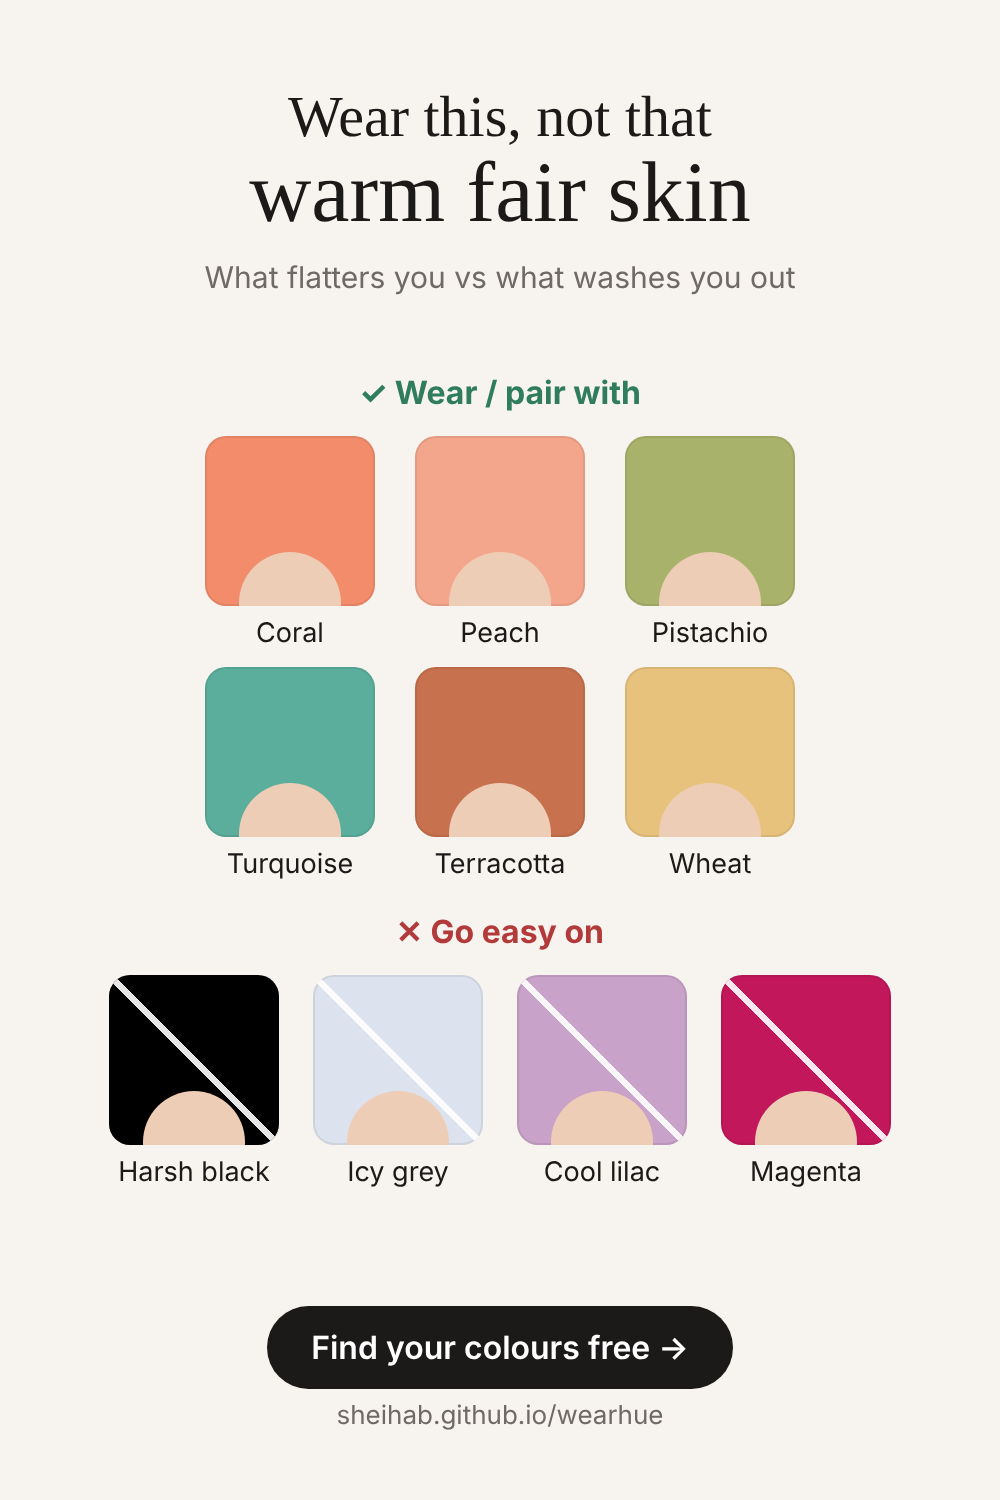 Wear this, not that
warm fair skin
What flatters you vs what washes you out
✓ Wear / pair with
Coral Peach Pistachio
Turquoise Terracotta Wheat
✕ Go easy on
Harsh black Icy grey Cool lilac Magenta
Find your colours free →
sheihab.github.io/wearhue